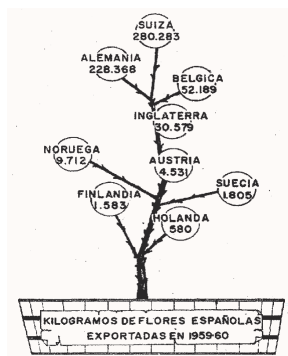 SUIZA
280.283
ALEMAÑIA
228.368
BELGICA
52.189
INGLATERRA
30.579
NORUEGA
9.712
AUSTRIA
4.531
FINLANDIA
1.583
SUECIA
1.805
HOLANDA
580
KILOGRAMOS DE FLORES ESPAÑOLAS
EXPORTADAS EN 1959-60